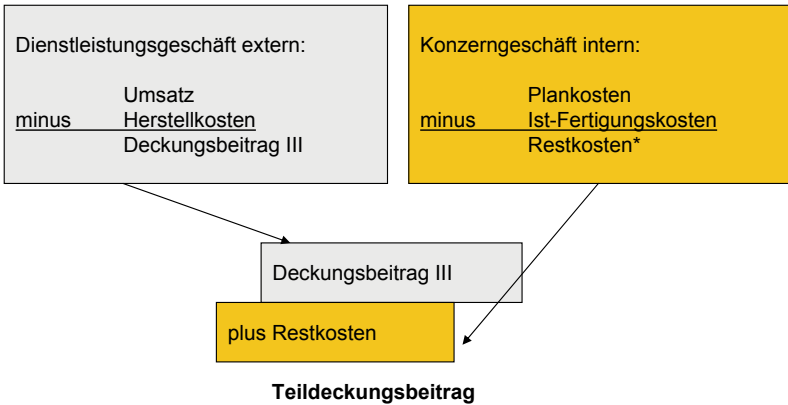 Dienstleistungsgeschäft extern:
Umsatz
minus Herstellkosten
Deckungsbeitrag III
Konzerngeschäft intern:
Plankosten
minus Ist-Fertigungskosten
Restkosten*
Deckungsbeitrag III
plus Restkosten
Teildeckungsbeitrag